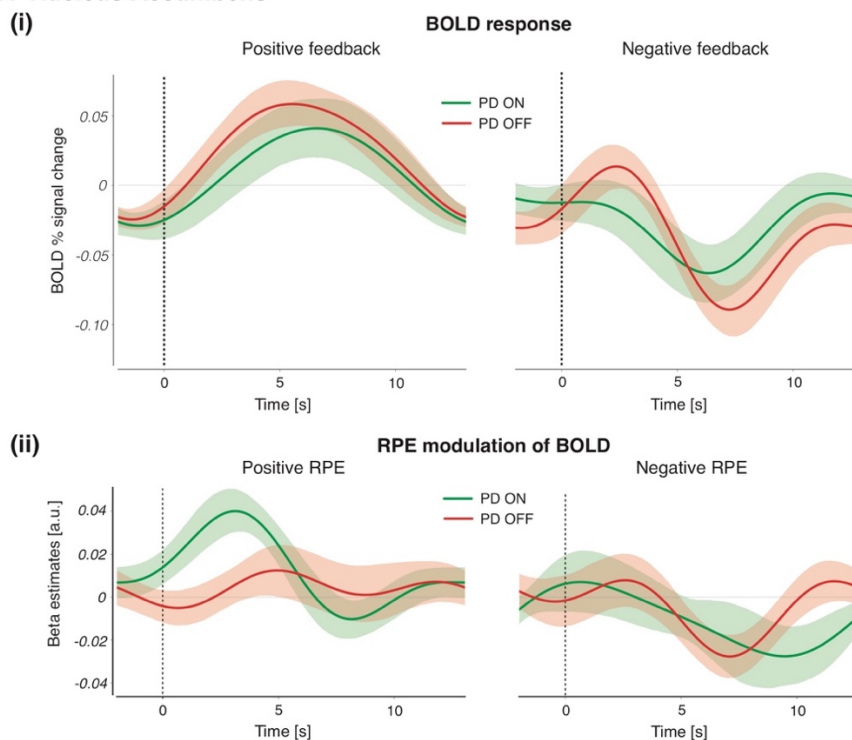 (i)
BOLD response
Positive feedback
Negative feedback
PD ON
PD OFF
BOLD % signal change
0.05
0
-0.05
-0.10
0
5
10
Time [s]
0
5
10
Time [s]
(ii)
RPE modulation of BOLD
Positive RPE
Negative RPE
PD ON
PD OFF
Beta estimates [a.u.]
0.04
0.02
0
-0.02
-0.04
0
5
10
Time [s]
0
5
10
Time [s]